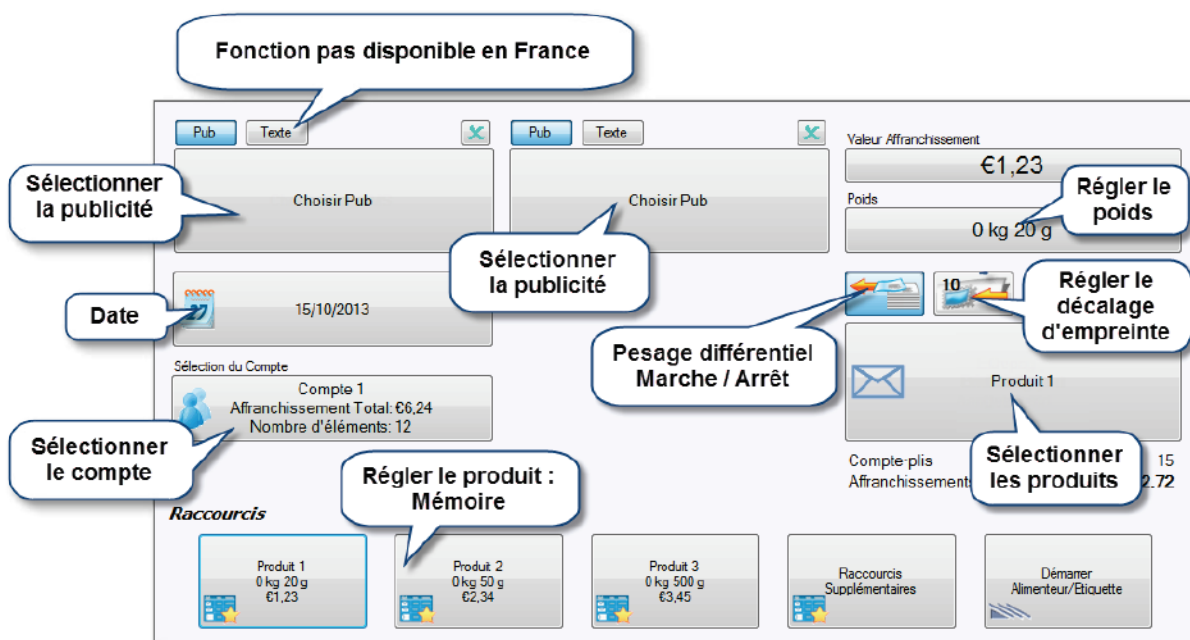 Fonction pas disponible en France
Pub
Texte
Pub
Texte
Valeur Affranchissement
€1,23
Sélectionner
la publicité
Choisir Pub
Choisir Pub
Poids
0 kg 20 g
Régler le
poids
Sélectionner
la publicité
Date
27
15/10/2013
10
Régler le
décalage
d'empreinte
Pesage différentiel
Marche / Arrêt
Sélection du Compte
Compte 1
Affranchissement Total: €6,24
Nombre d'éléments: 12
Produit 1
Sélectionner
le compte
Sélectionner
les produits
Compte-plis 15
Affranchissements 2.72
Régler le produit :
Mémoire
Raccourcis
Produit 1
0 kg 20 g
€1,23
Produit 2
0 kg 50 g
€2,34
Produit 3
0 kg 500 g
€3,45
Raccourcis
Supplémentaires
Démarrer
Alimenteur/Etiquette